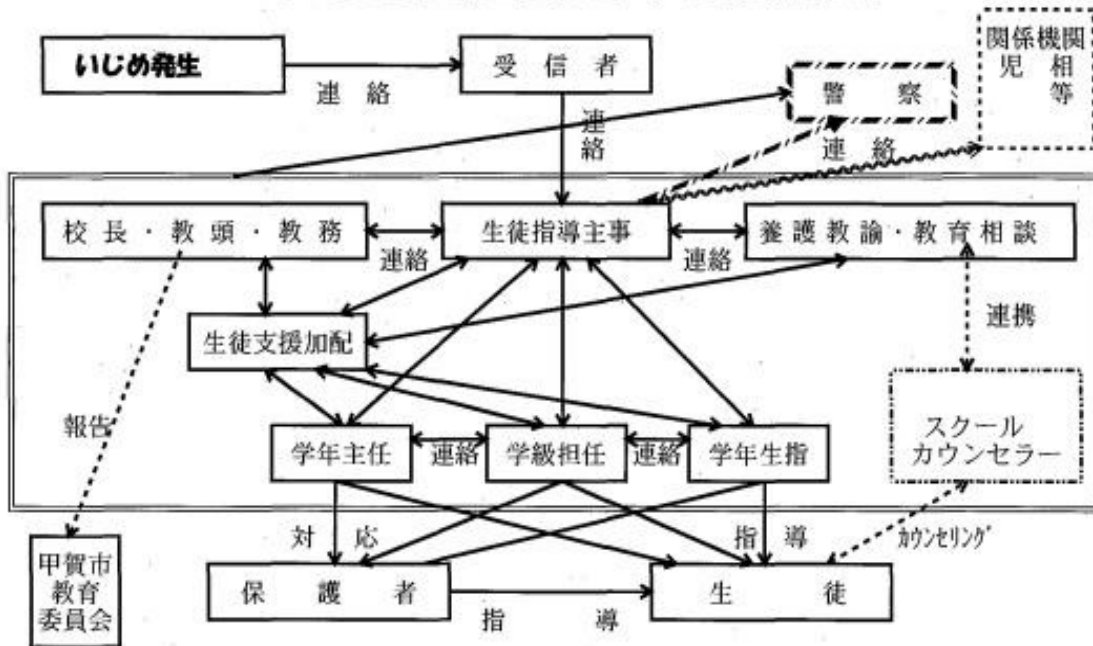 いじめ発生
連絡
受信者
連絡
警察
連絡
関係機関
児相
等
校長・教頭・教務
連絡
生徒指導主事
連絡
養護教諭・教育相談
生徒支援加配
連携
報告
学年主任
連絡
学級担任
連絡
学年生指
スクール
カウンセラー
対応
指導
カウンセリング
甲賀市
教育
委員会
保護者
指導
生徒